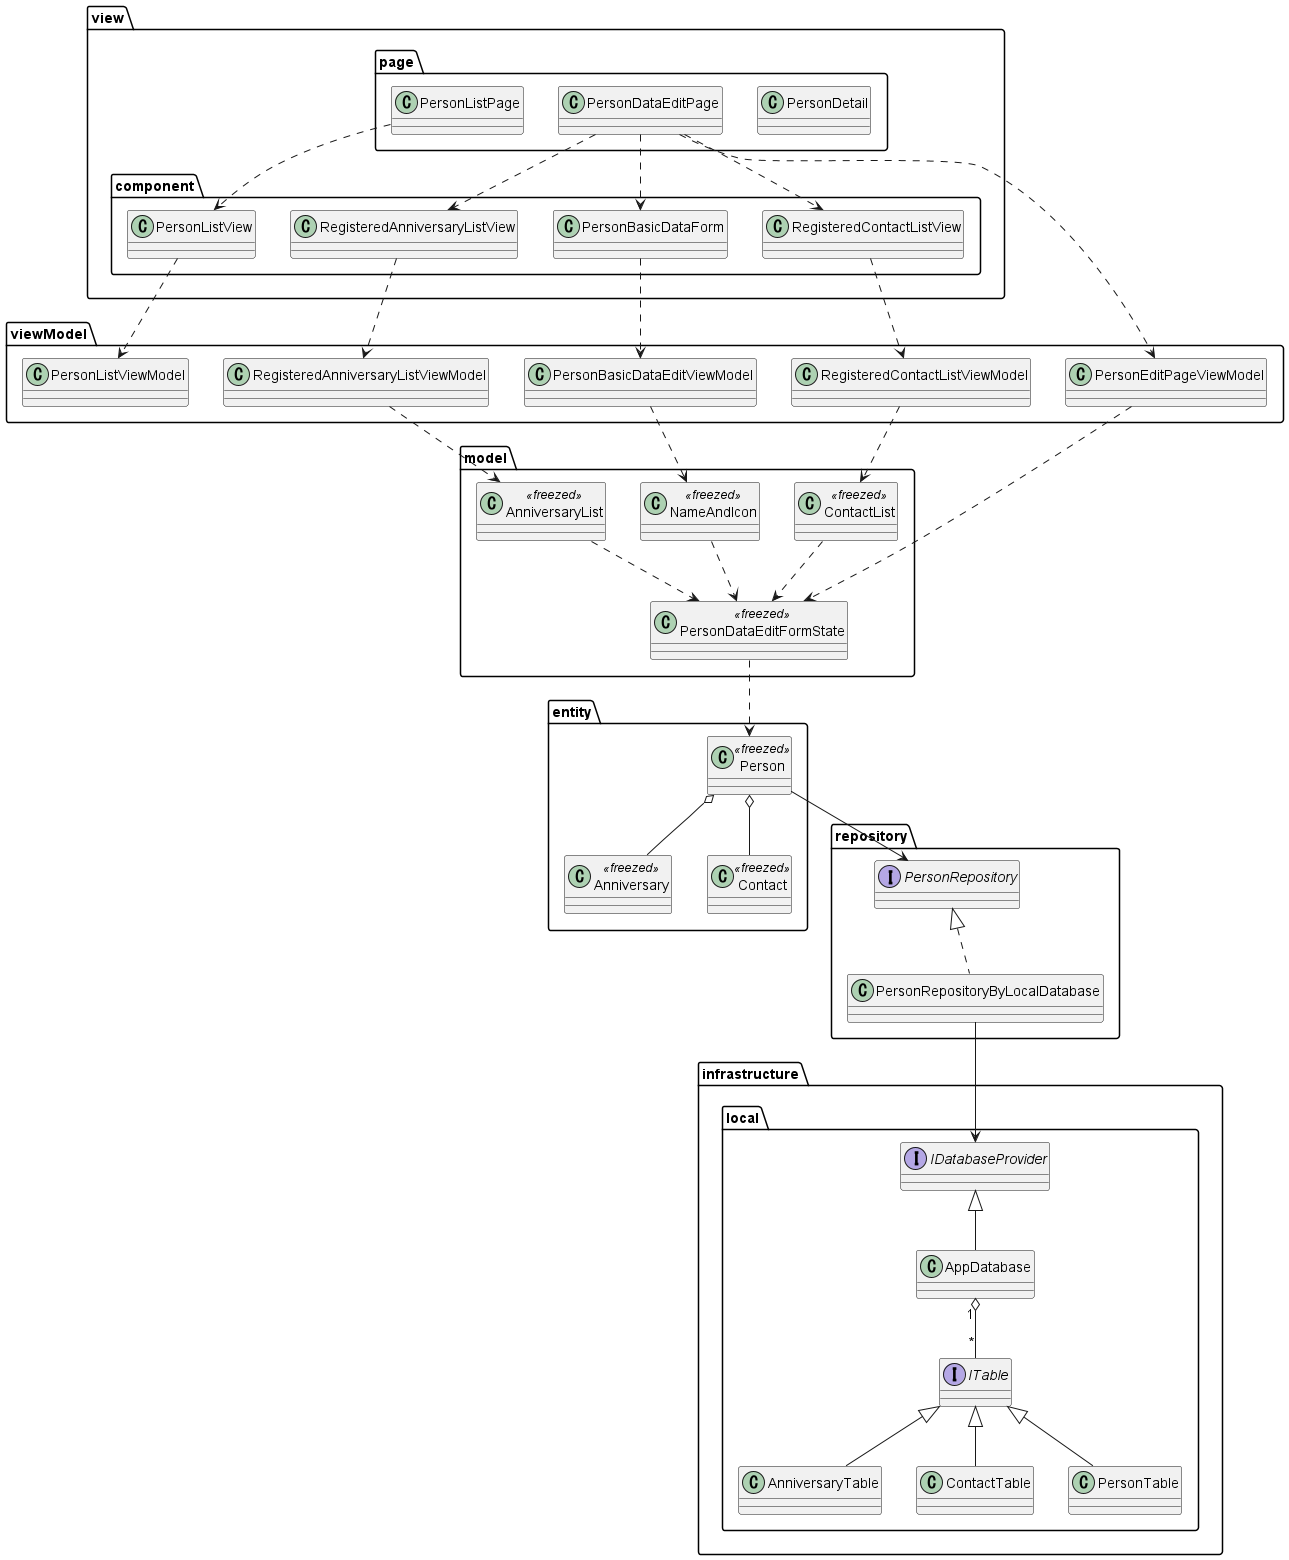 view
page
C PersonListPage
C PersonDataEditPage
C PersonDetail
component
C PersonListView
C RegisteredAnniversaryListView
C PersonBasicDataForm
C RegisteredContactListView
viewModel
C PersonListViewModel
C RegisteredAnniversaryListViewModel
C PersonBasicDataEditViewModel
C RegisteredContactListViewModel
C PersonEditPageViewModel
model
«freezed»
C AnniversaryList
«freezed»
C NameAndIcon
«freezed»
C ContactList
«freezed»
C PersonDataEditFormState
entity
«freezed»
C Person
«freezed»
C Anniversary
«freezed»
C Contact
repository
I PersonRepository
C PersonRepositoryByLocalDatabase
infrastructure
local
I IDatabaseProvider
C AppDatabase
1
*
I ITable
C AnniversaryTable
C ContactTable
C PersonTable